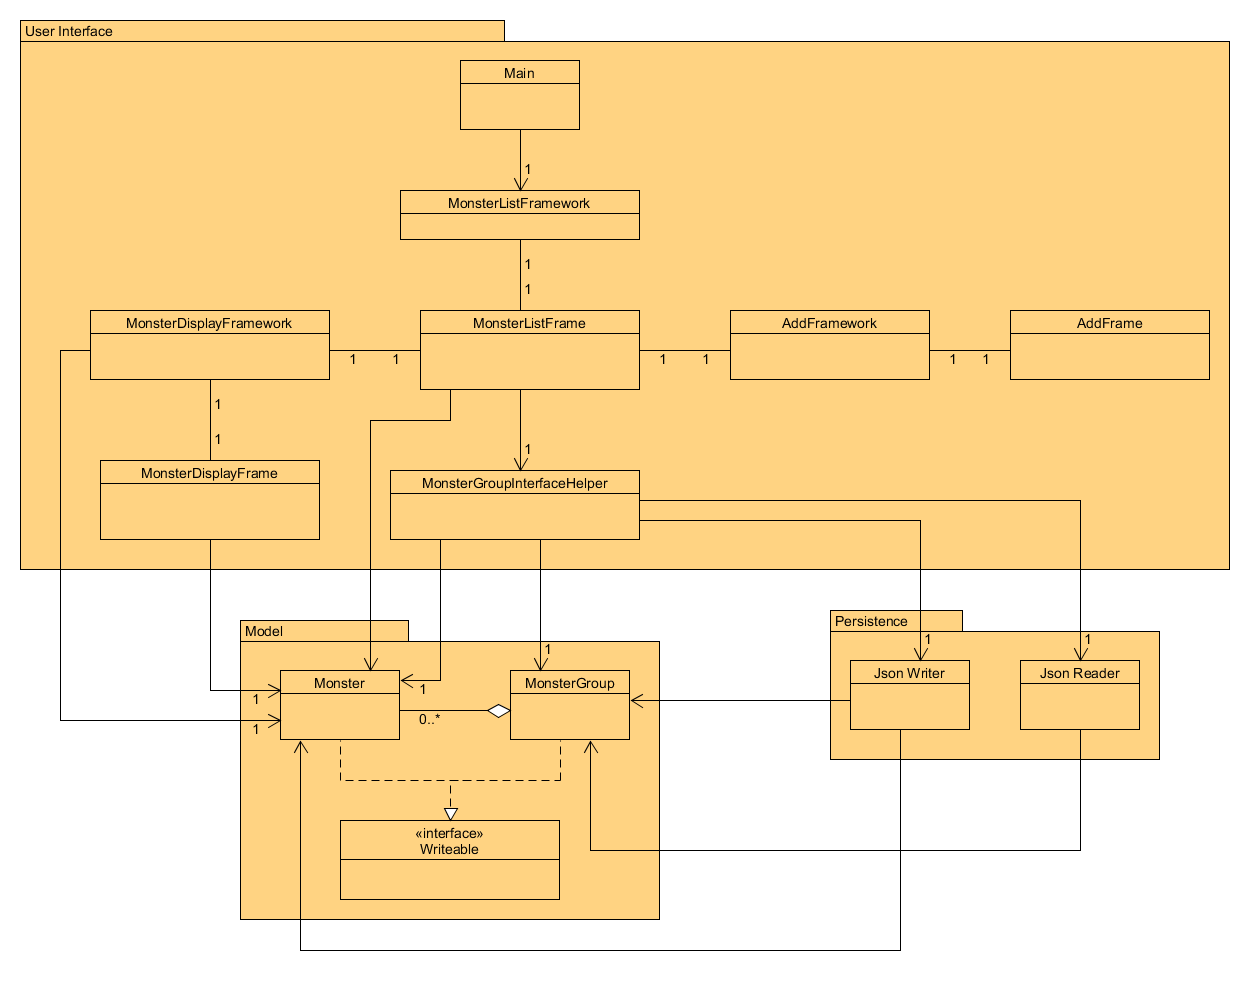 User Interface
Main
1
MonsterListFramework
1
1
MonsterDisplayFramework
MonsterListFrame
AddFramework
AddFrame
1
1
1
1
1
1
1
1
1
MonsterDisplayFrame
MonsterGroupInterfaceHelper
Model
Persistence
1
1
1
Monster
MonsterGroup
Json Writer
Json Reader
1
1
0..*
1
«interface»
Writeable